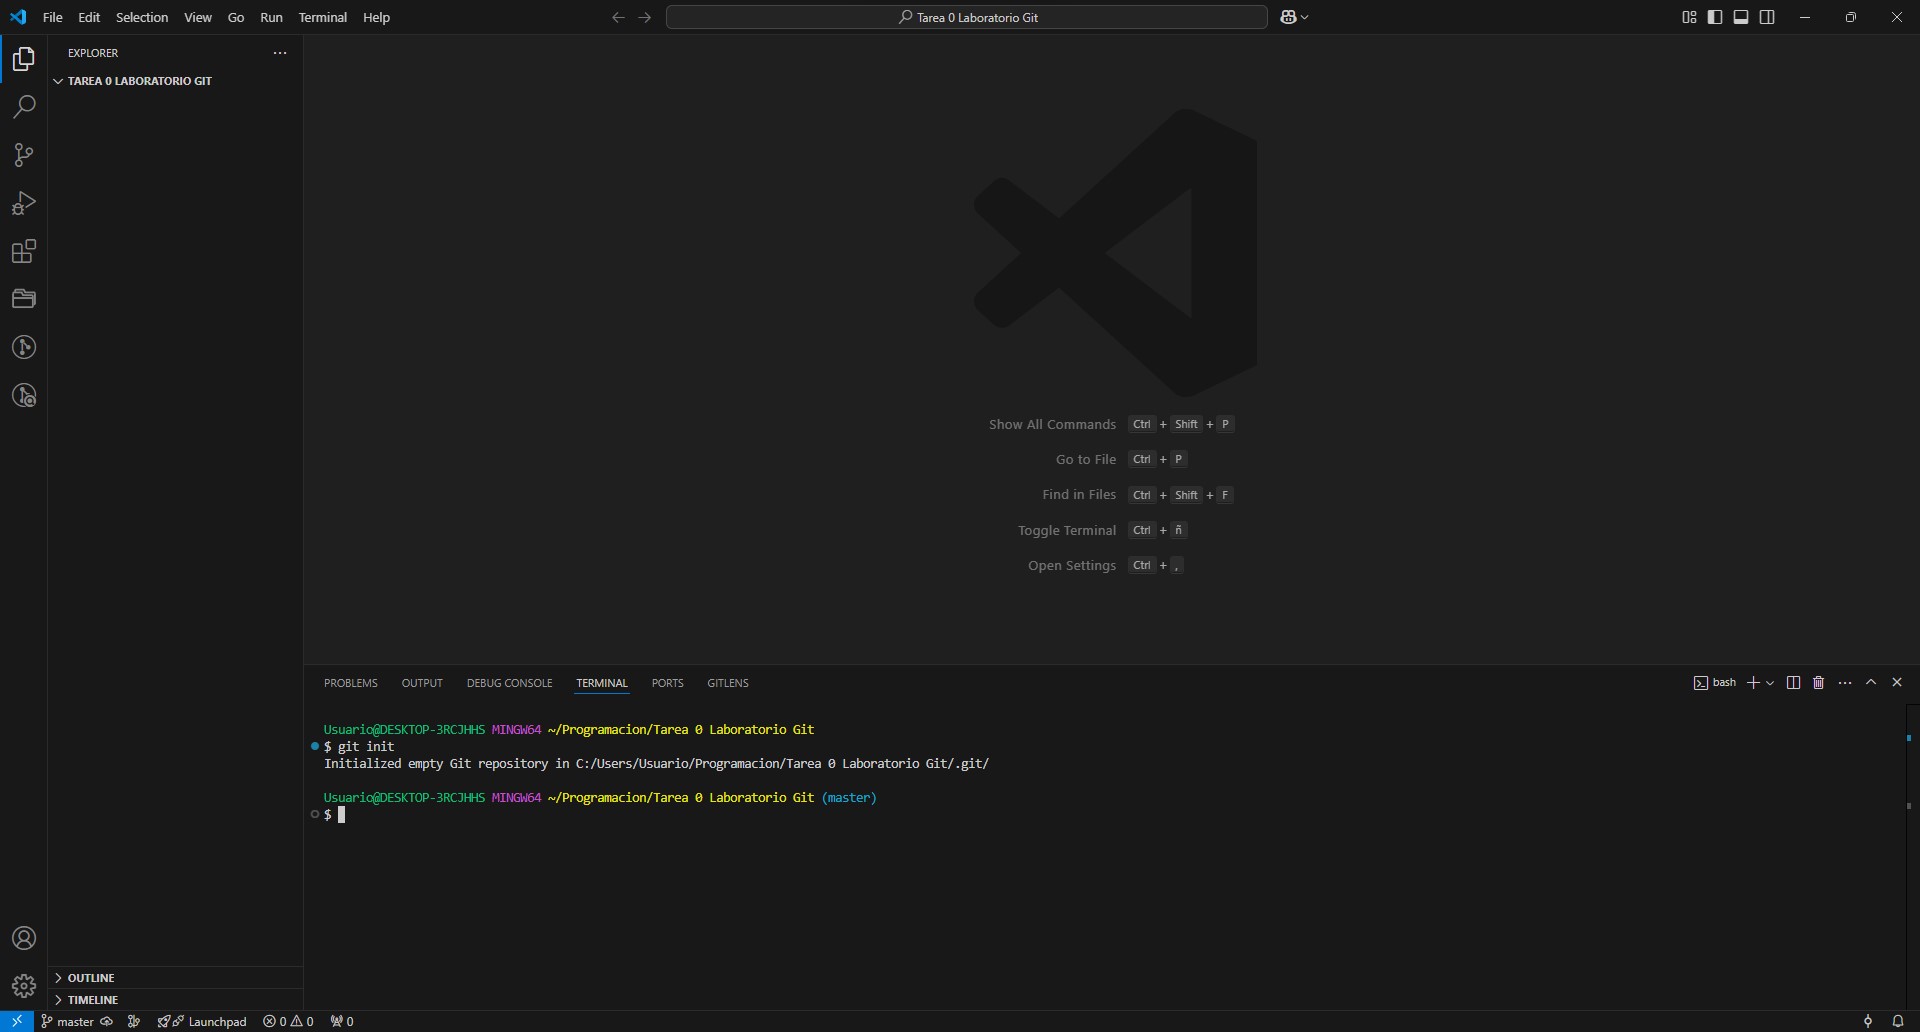 File Edit Selection View Go Run Terminal Help
Tarea 0 Laboratorio Git
EXPLORER
TAREA 0 LABORATORIO GIT
Show All Commands Ctrl + Shift + P
Go to File Ctrl + P
Find in Files Ctrl + Shift + F
Toggle Terminal Ctrl + ñ
Open Settings Ctrl + ,
PROBLEMS OUTPUT DEBUG CONSOLE TERMINAL PORTS GITLENS
bash
Usuario@DESKTOP-3RCJHHS MINGW64 ~/Programacion/Tarea 0 Laboratorio Git
$ git init
Initialized empty Git repository in C:/Users/Usuario/Programacion/Tarea 0 Laboratorio Git/.git/
Usuario@DESKTOP-3RCJHHS MINGW64 ~/Programacion/Tarea 0 Laboratorio Git (master)
$
OUTLINE
TIMELINE
master Launchpad 0 0 0